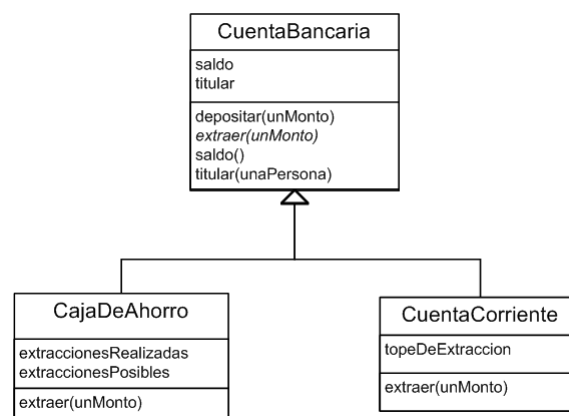 CuentaBancaria
saldo
titular
depositar(unMonto)
extraer(unMonto)
saldo()
titular(unaPersona)
CajaDeAhorro
extraccionesRealizadas
extraccionesPosibles
extraer(unMonto)
CuentaCorriente
topeDeExtraccion
extraer(unMonto)